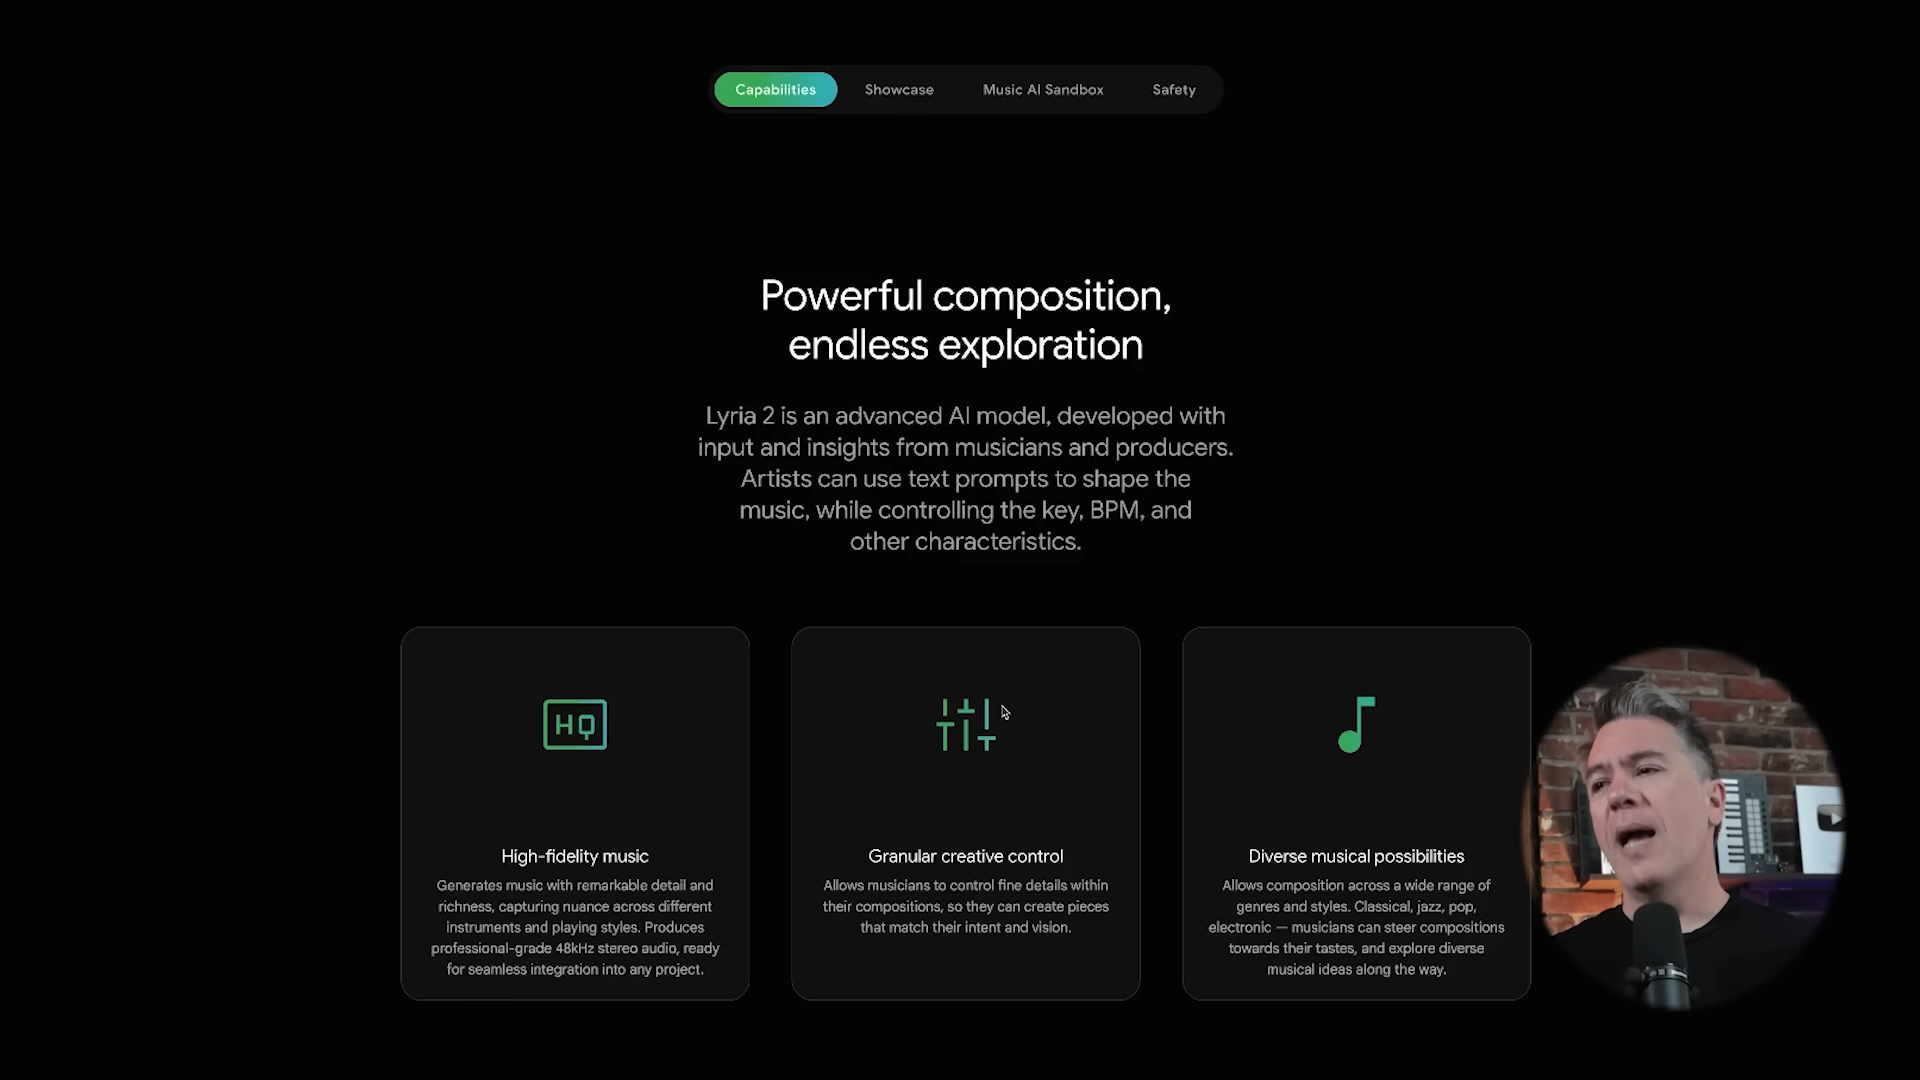 Capabilities
Showcase
Music AI Sandbox
Safety
Powerful composition,
endless exploration
Lyria 2 is an advanced AI model, developed with
input and insights from musicians and producers.
Artists can use text prompts to shape the
music, while controlling the key, BPM, and
other characteristics.
HQ
High-fidelity music
Generates music with remarkable detail and
richness, capturing nuance across different
instruments and playing styles. Produces
professional-grade 48kHz stereo audio, ready
for seamless integration into any project.
Granular creative control
Allows musicians to control fine details within
their compositions, so they can create pieces
that match their intent and vision.
Diverse musical possibilities
Allows composition across a wide range of
genres and styles. Classical, jazz, pop,
electronic — musicians can steer compositions
towards their tastes, and explore diverse
musical ideas along the way.